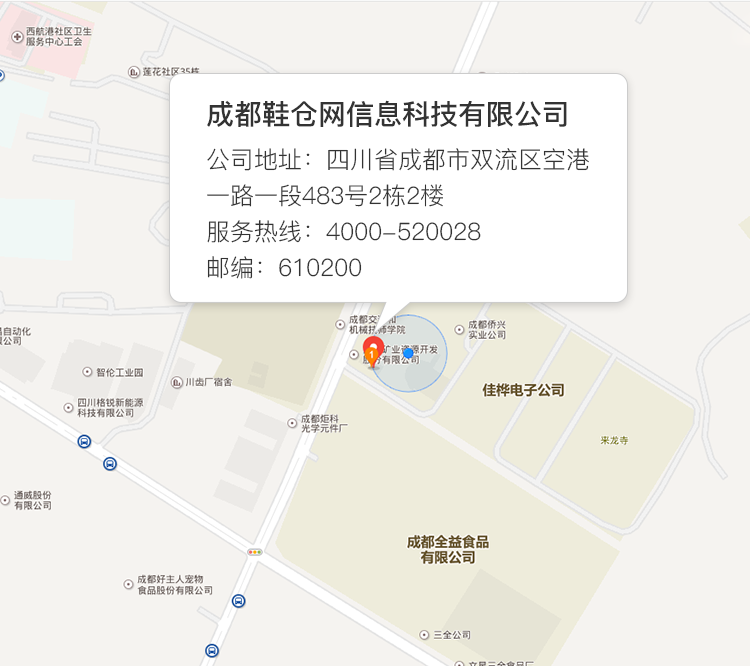 西航港社区卫生
服务中心工会
莲花社区35栋
成都鞋仓网信息科技有限公司
公司地址：四川省成都市双流区空港
一路一段483号2栋2楼
服务热线：4000-520028
邮编：610200
自动化
公司
成都交
机械技师学院
成都侨兴
实业公司
矿业资源开发
份有限公司
1
智伦工业园
川齿厂宿舍
佳桦电子公司
四川格锐新能源
科技有限公司
成都炬科
光学元件厂
来龙寺
通威股份
有限公司
成都全益食品
有限公司
成都好主人宠物
食品股份有限公司
三全公司